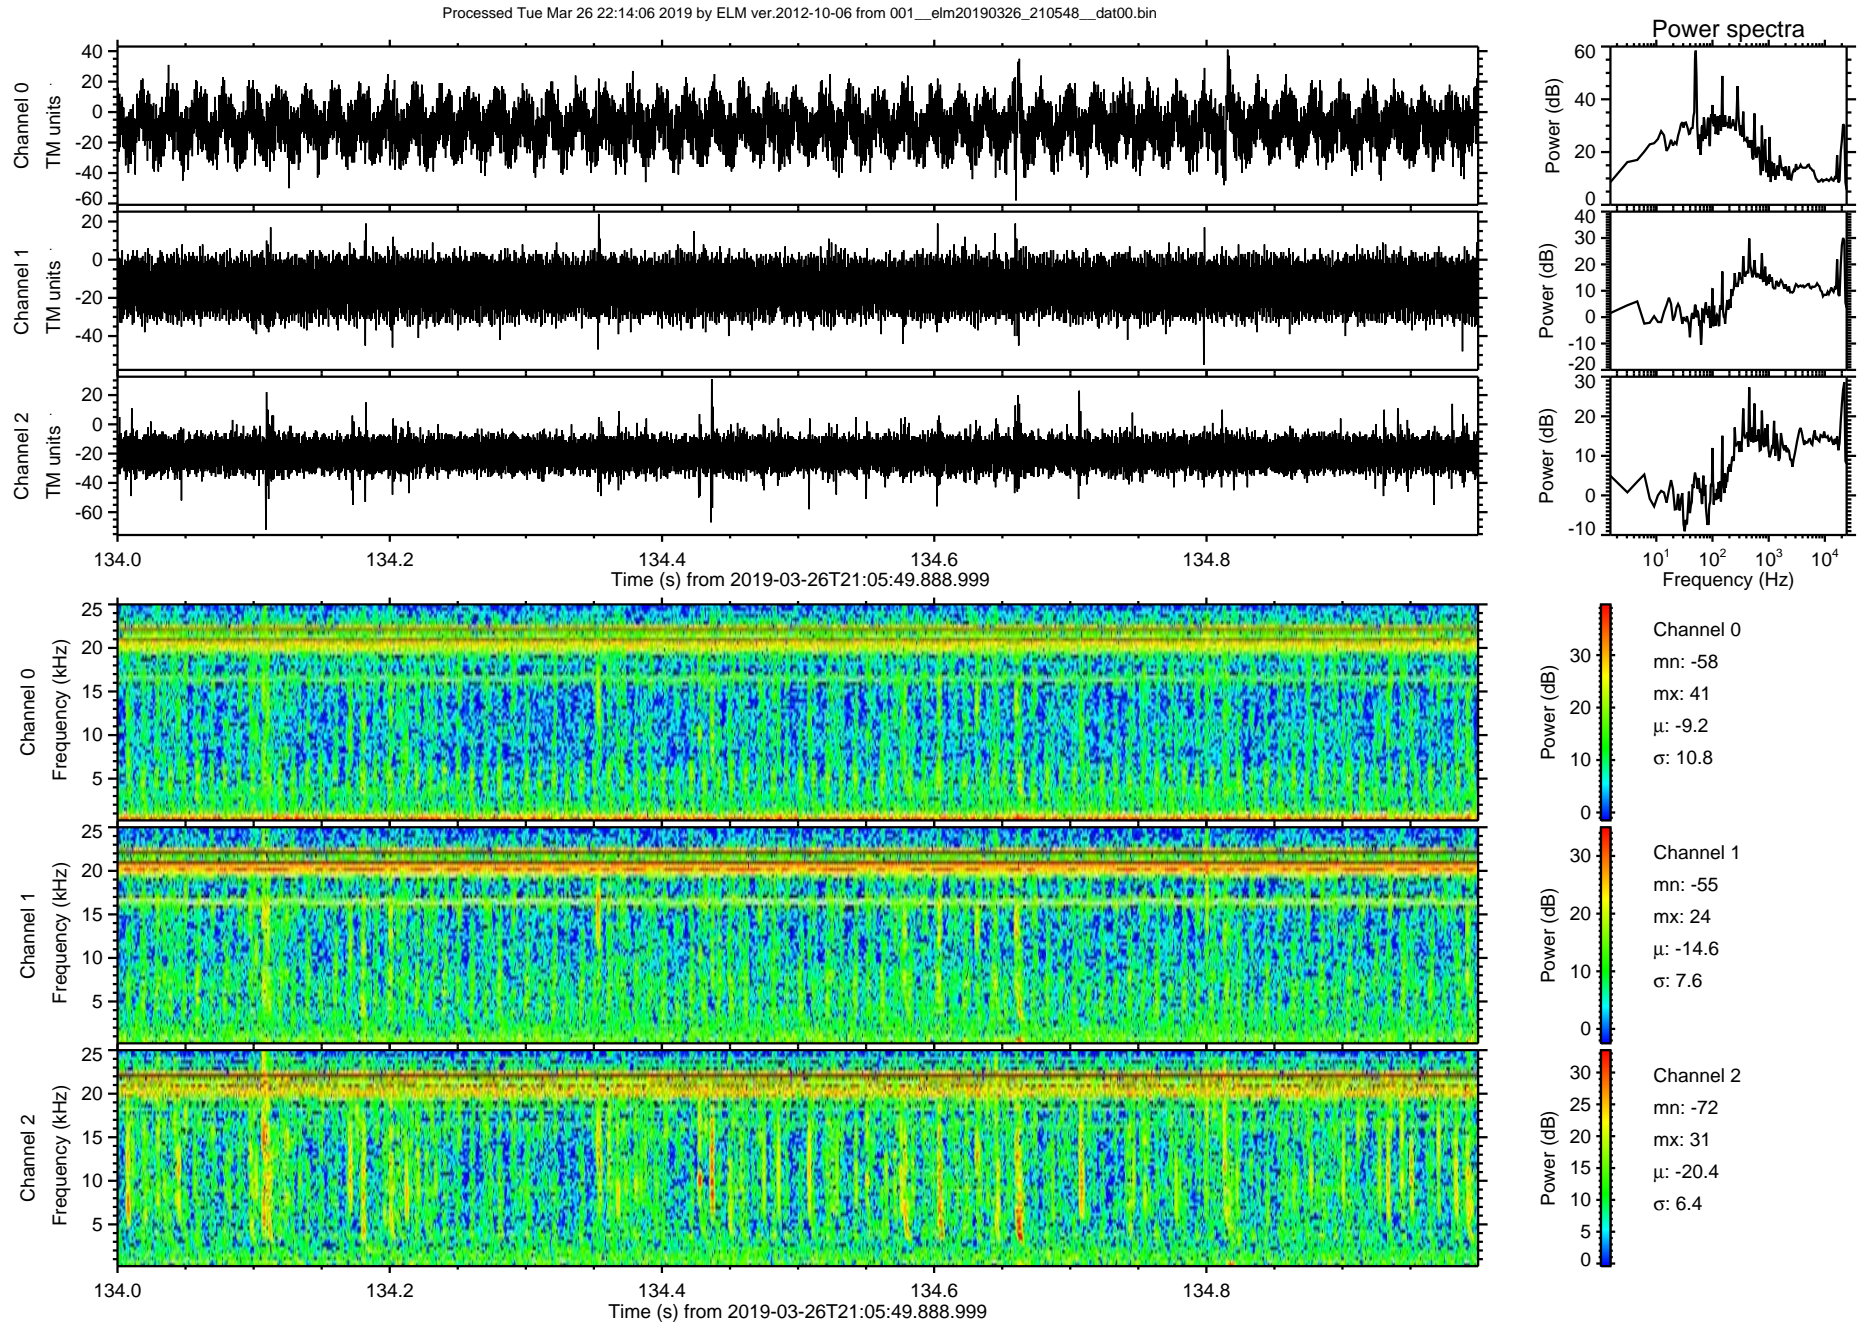 Processed Tue Mar 26 22:14:06 2019 by ELM ver.2012-10-06 from 001__elm20190326_210548__dat00.bin
Power spectra
Channel 0
TM units
40
20
0
-20
-40
-60
Power (dB)
60
40
20
0
Channel 1
TM units
20
0
-20
-40
Power (dB)
40
30
20
10
0
-10
-20
Channel 2
TM units
20
0
-20
-40
-60
Power (dB)
30
20
10
0
-10
134.0 134.2 134.4 134.6 134.8
Time (s) from 2019-03-26T21:05:49.888.999
10^1 10^2 10^3 10^4
Frequency (Hz)
Channel 0
Frequency (kHz)
25
20
15
10
5
Power (dB)
30
20
10
0
Channel 0
mn: -58
mx: 41
μ: -9.2
σ: 10.8
Channel 1
Frequency (kHz)
25
20
15
10
5
Power (dB)
30
20
10
0
Channel 1
mn: -55
mx: 24
μ: -14.6
σ: 7.6
Channel 2
Frequency (kHz)
25
20
15
10
5
Power (dB)
30
25
20
15
10
5
0
Channel 2
mn: -72
mx: 31
μ: -20.4
σ: 6.4
134.0 134.2 134.4 134.6 134.8
Time (s) from 2019-03-26T21:05:49.888.999